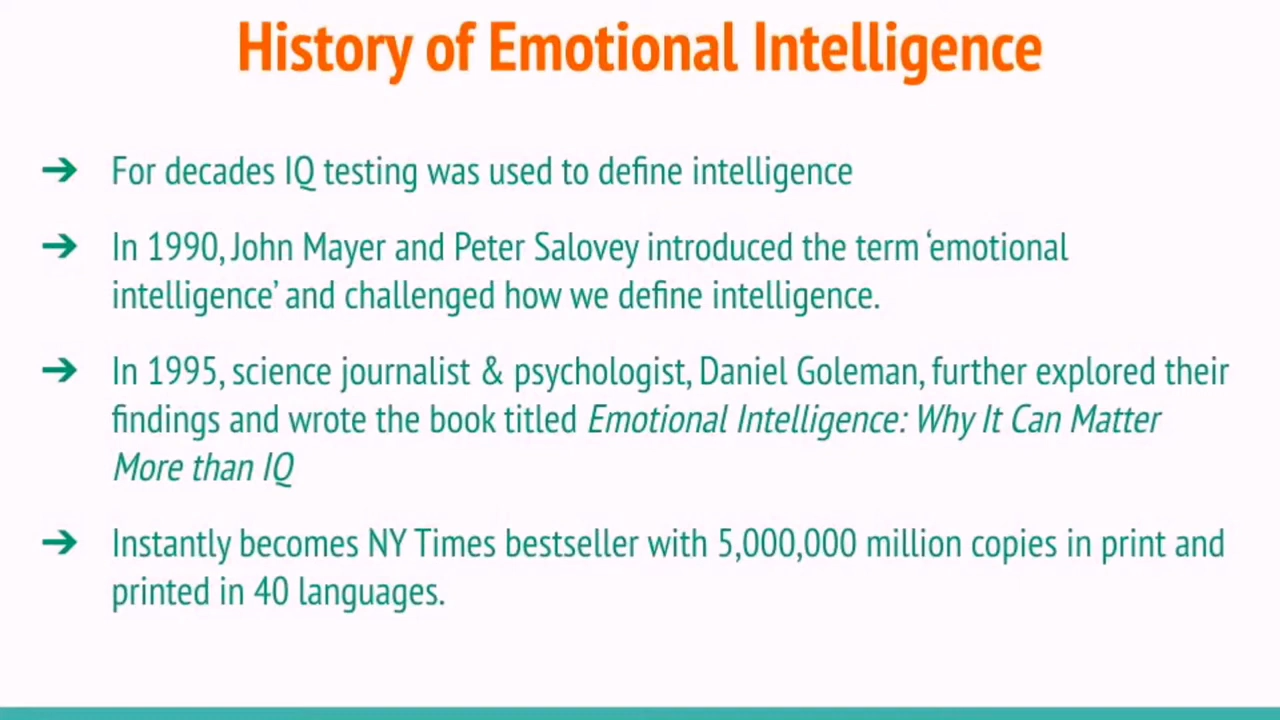 History of Emotional Intelligence
➔ For decades IQ testing was used to define intelligence
➔ In 1990, John Mayer and Peter Salovey introduced the term ‘emotional
intelligence’ and challenged how we define intelligence.
➔ In 1995, science journalist & psychologist, Daniel Goleman, further explored their
findings and wrote the book titled Emotional Intelligence: Why It Can Matter
More than IQ
➔ Instantly becomes NY Times bestseller with 5,000,000 million copies in print and
printed in 40 languages.